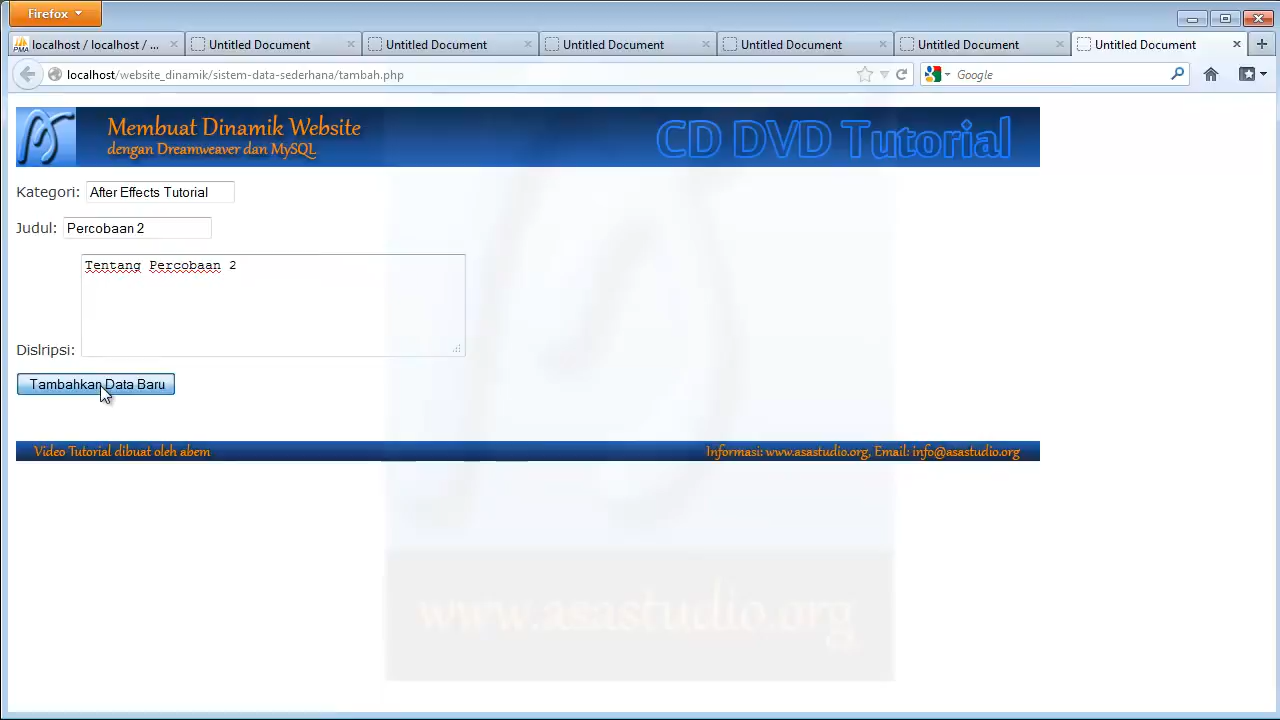 Firefox
localhost / localhost / ...
Untitled Document
Untitled Document
Untitled Document
Untitled Document
Untitled Document
Untitled Document
localhost/website_dinamik/sistem-data-sederhana/tambah.php
Google
Membuat Dinamik Website
dengan Dreamweaver dan MySQL
CD DVD Tutorial
Kategori: After Effects Tutorial
Judul: Percobaan 2
Tentang Percobaan 2
Dislripsi:
Tambahkan Data Baru
Video Tutorial dibuat oleh abem
Informasi: www.asastudio.org, Email: info@asastudio.org
www.asastudio.org